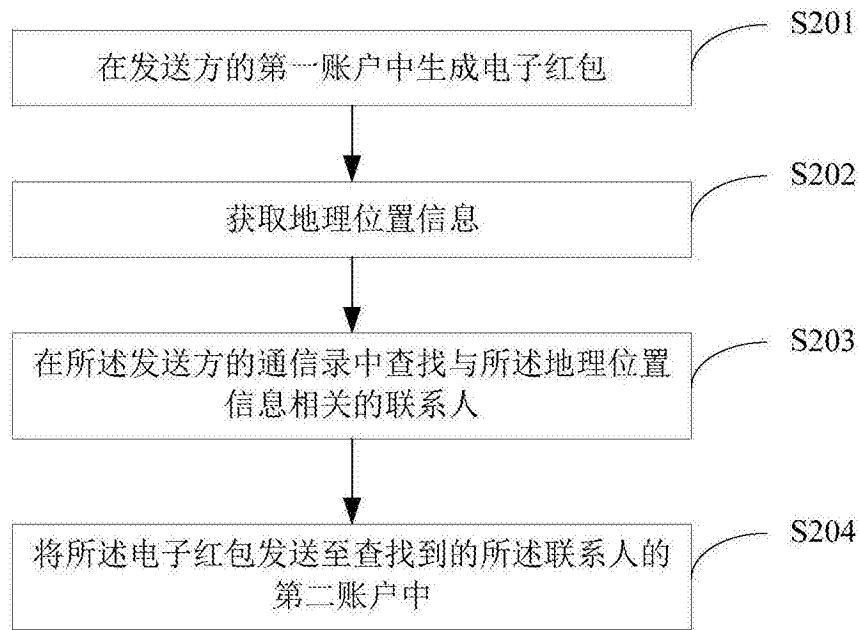 S201
在发送方的第一账户中生成电子红包
S202
获取地理位置信息
S203
在所述发送方的通信录中查找与所述地理位置
信息相关的联系人
S204
将所述电子红包发送至查找到的所述联系人的
第二账户中